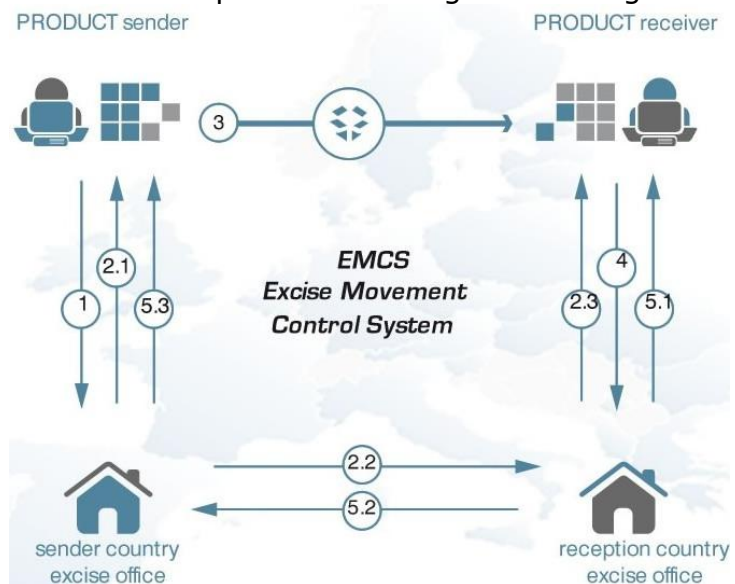 PRODUCT sender
PRODUCT receiver
3
2.1
4
1
5.3
2.3
5.1
EMCS
Excise Movement
Control System
2.2
5.2
sender country
excise office
reception country
excise office